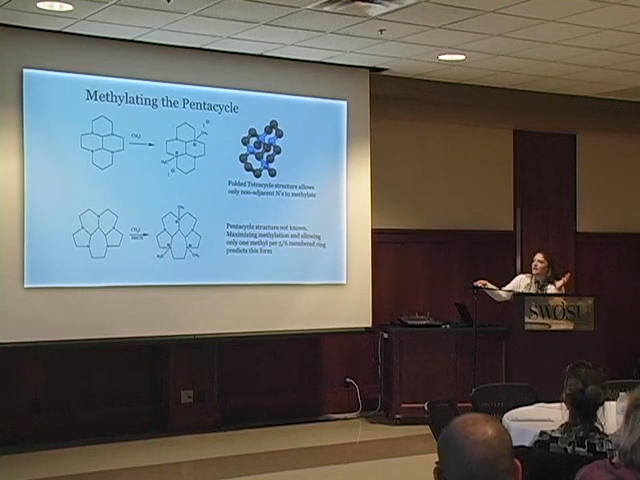 Methylating the Pentacycle
CH₃I
Folded Tetracycle structure allows
only non-adjacent N's to methylate
CH₃I
Pentacycle structure not known.
Maximizing methylation and allowing
only one methyl per 5/6 membered ring
predicts this form
SWOSU